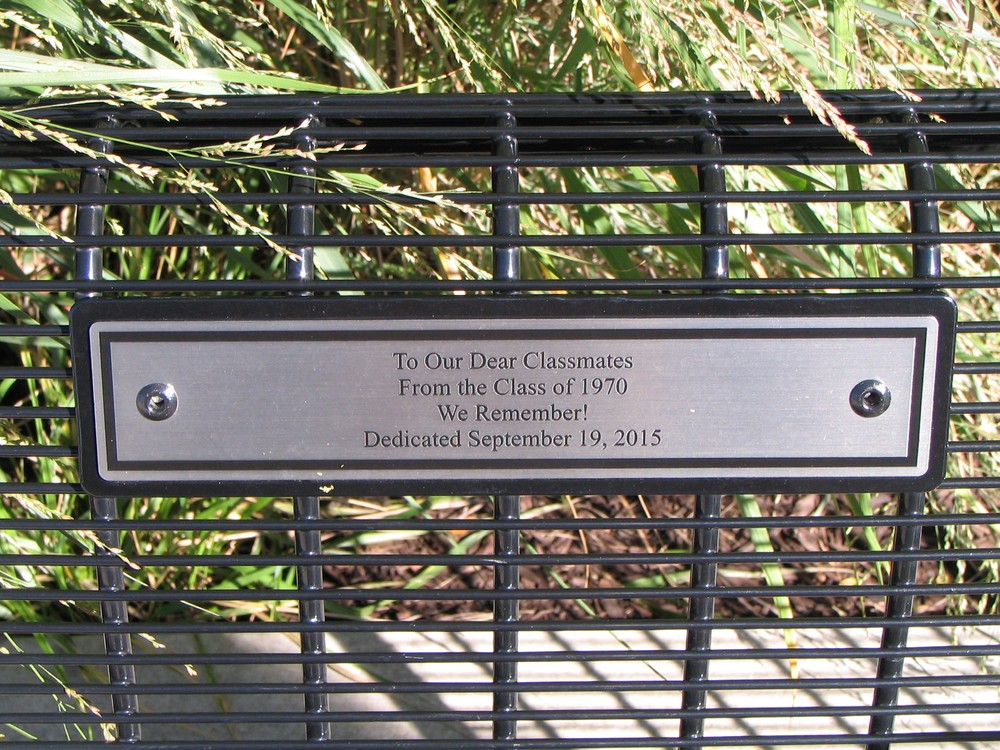 To Our Dear Classmates
From the Class of 1970
We Remember!
Dedicated September 19, 2015